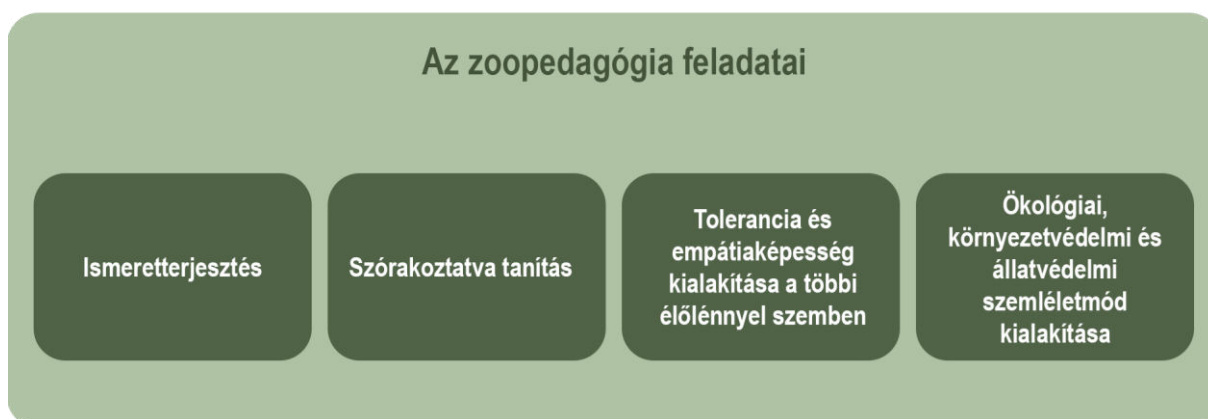 Az zoopedagógia feladatai
Ismeretterjesztés
Szórakoztatva tanítás
Tolerancia és
empátiaképesség
kialakítása a többi
élőlénnyel szemben
Ökológiai,
környezetvédelmi és
állatvédelmi
szemléletmód
kialakítása